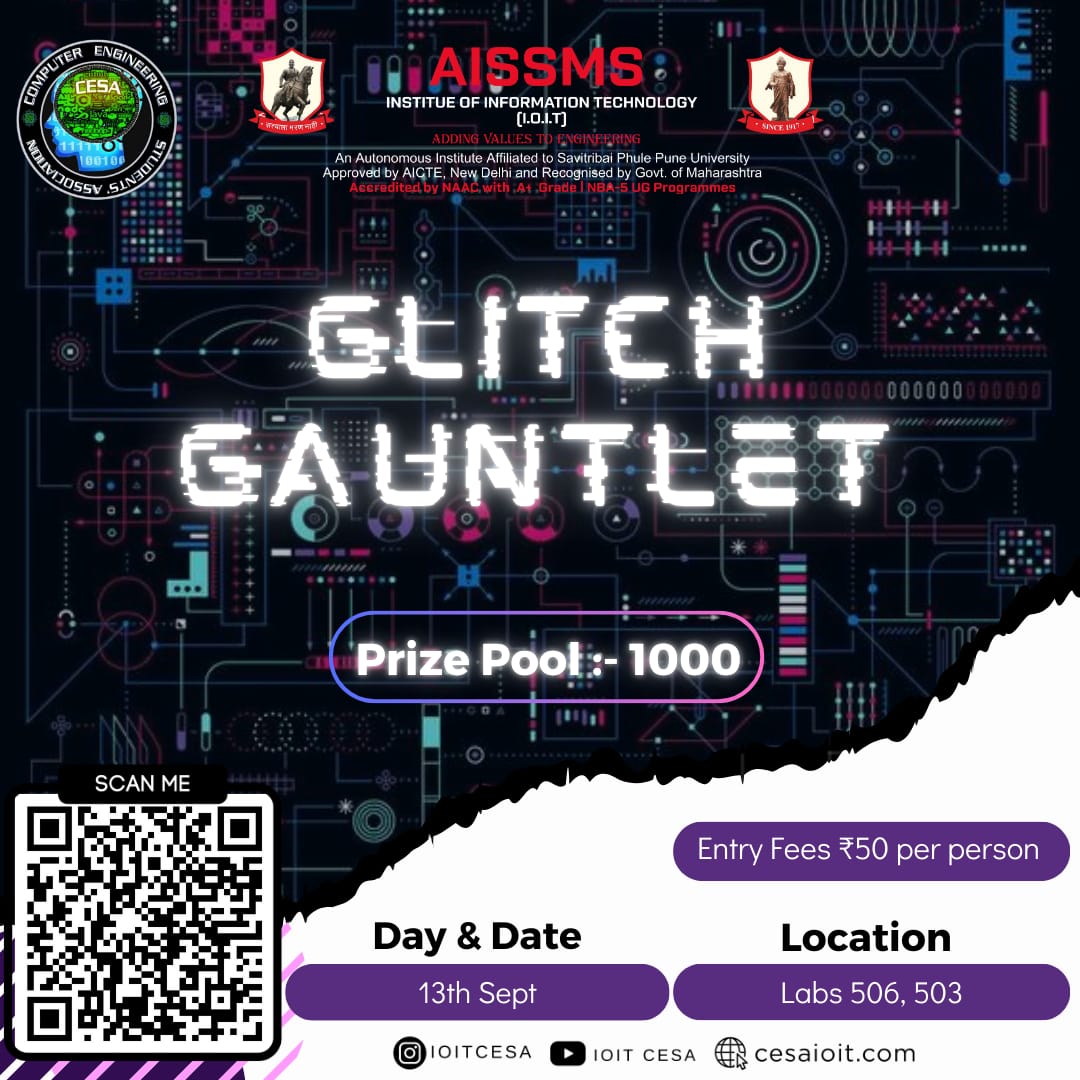 COMPUTER ENGINEERING
STUDENTS' ASSOCIATION
CESA
AISSMS
INSTITUE OF INFORMATION TECHNOLOGY
(I.O.I.T)
ADDING VALUES TO ENGINEERING
An Autonomous Institute Affiliated to Savitribai Phule Pune University
Approved by AICTE, New Delhi and Recognised by Govt. of Maharashtra
Accredited by NAAC with A+ Grade | NBA-5 UG Programmes
सत्याला मरण नाही
SINCE 1917
GLITCH
GAUNTLET
Prize Pool :- 1000
SCAN ME
Entry Fees ₹50 per person
Day & Date
13th Sept
Location
Labs 506, 503
IOITCESA
IOIT CESA
cesaioit.com